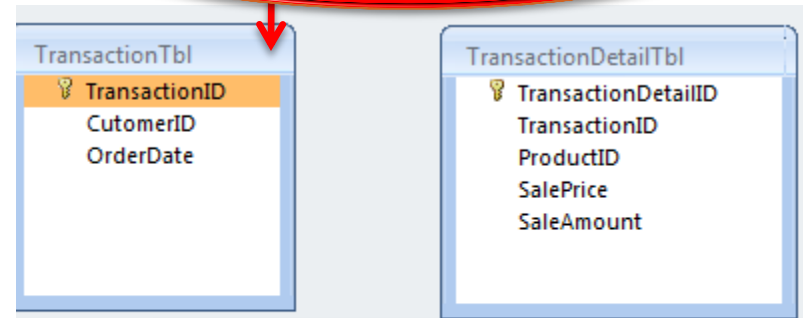 TransactionTbl
TransactionID
CutomerID
OrderDate
TransactionDetailTbl
TransactionDetailID
TransactionID
ProductID
SalePrice
SaleAmount